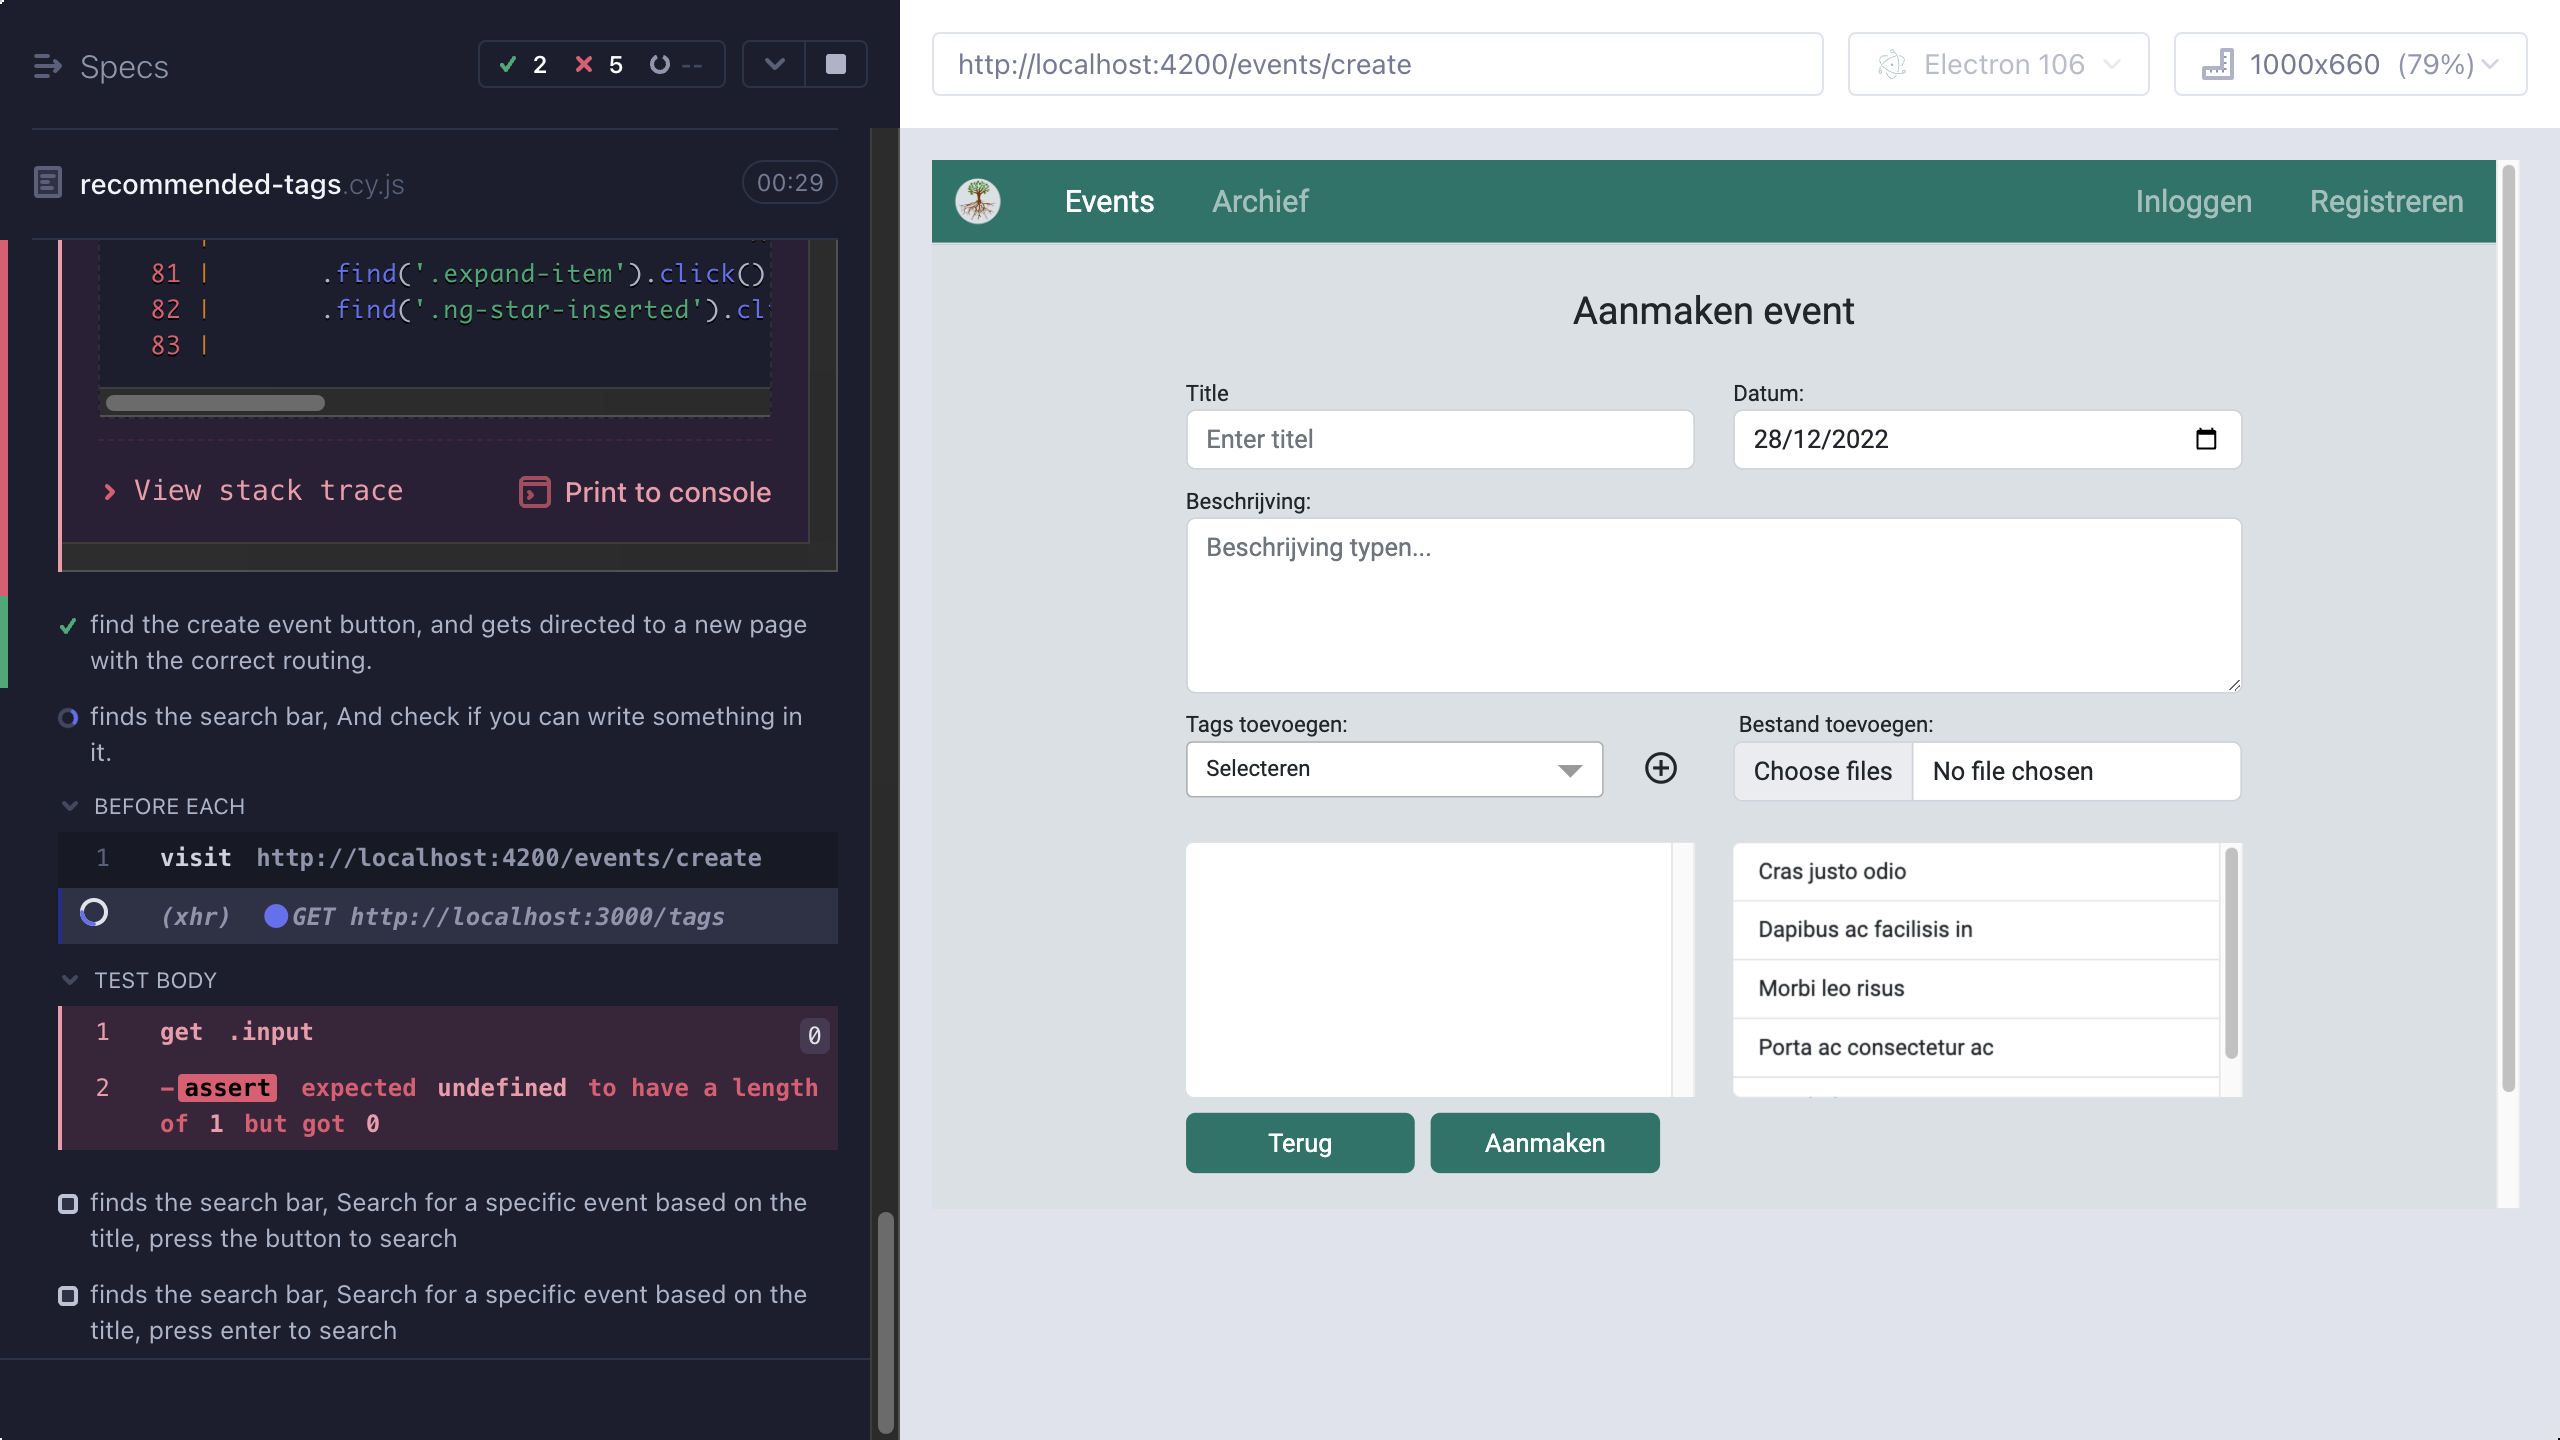 Specs
2 5 --
recommended-tags.cy.js
00:29
81 | .find('.expand-item').click()
82 | .find('.ng-star-inserted').cl
83 |
View stack trace
Print to console
find the create event button, and gets directed to a new page
with the correct routing.
finds the search bar, And check if you can write something in
it.
BEFORE EACH
1 visit http://localhost:4200/events/create
(xhr) GET http://localhost:3000/tags
TEST BODY
1 get .input 0
2 -assert expected undefined to have a length
of 1 but got 0
finds the search bar, Search for a specific event based on the
title, press the button to search
finds the search bar, Search for a specific event based on the
title, press enter to search
http://localhost:4200/events/create
Electron 106
1000x660 (79%)
Events
Archief
Inloggen
Registreren
Aanmaken event
Title
Datum:
Enter titel
28/12/2022
Beschrijving:
Beschrijving typen...
Tags toevoegen:
Bestand toevoegen:
Selecteren
Choose files
No file chosen
Cras justo odio
Dapibus ac facilisis in
Morbi leo risus
Porta ac consectetur ac
Terug
Aanmaken